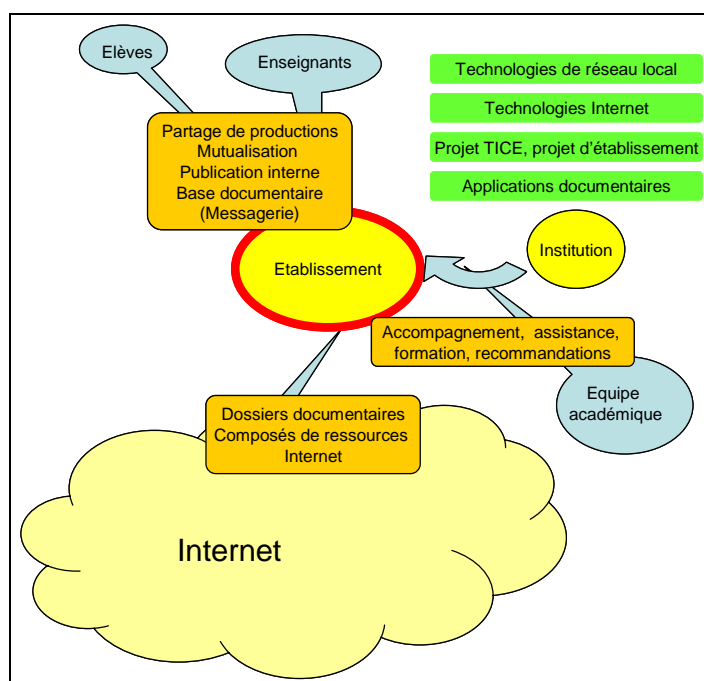 Elèves
Enseignants
Technologies de réseau local
Technologies Internet
Projet TICE, projet d'établissement
Applications documentaires
Partage de productions
Mutualisation
Publication interne
Base documentaire
(Messagerie)
Etablissement
Institution
Accompagnement, assistance,
formation, recommandations
Equipe
académique
Dossiers documentaires
Composés de ressources
Internet
Internet